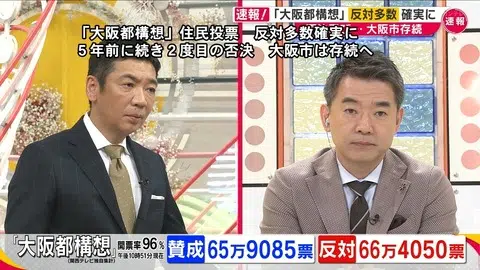 速報!「大阪都構想」反対多数 確実に
大阪市存続
速報
「大阪都構想」住民投票　反対多数確実に
５年前に続き２度目の否決　大阪市は存続へ
「大阪都構想」
(関西テレビ独自集計)
開票率96%
午後10時51分現在
賛成 65万9085票
反対 66万4050票